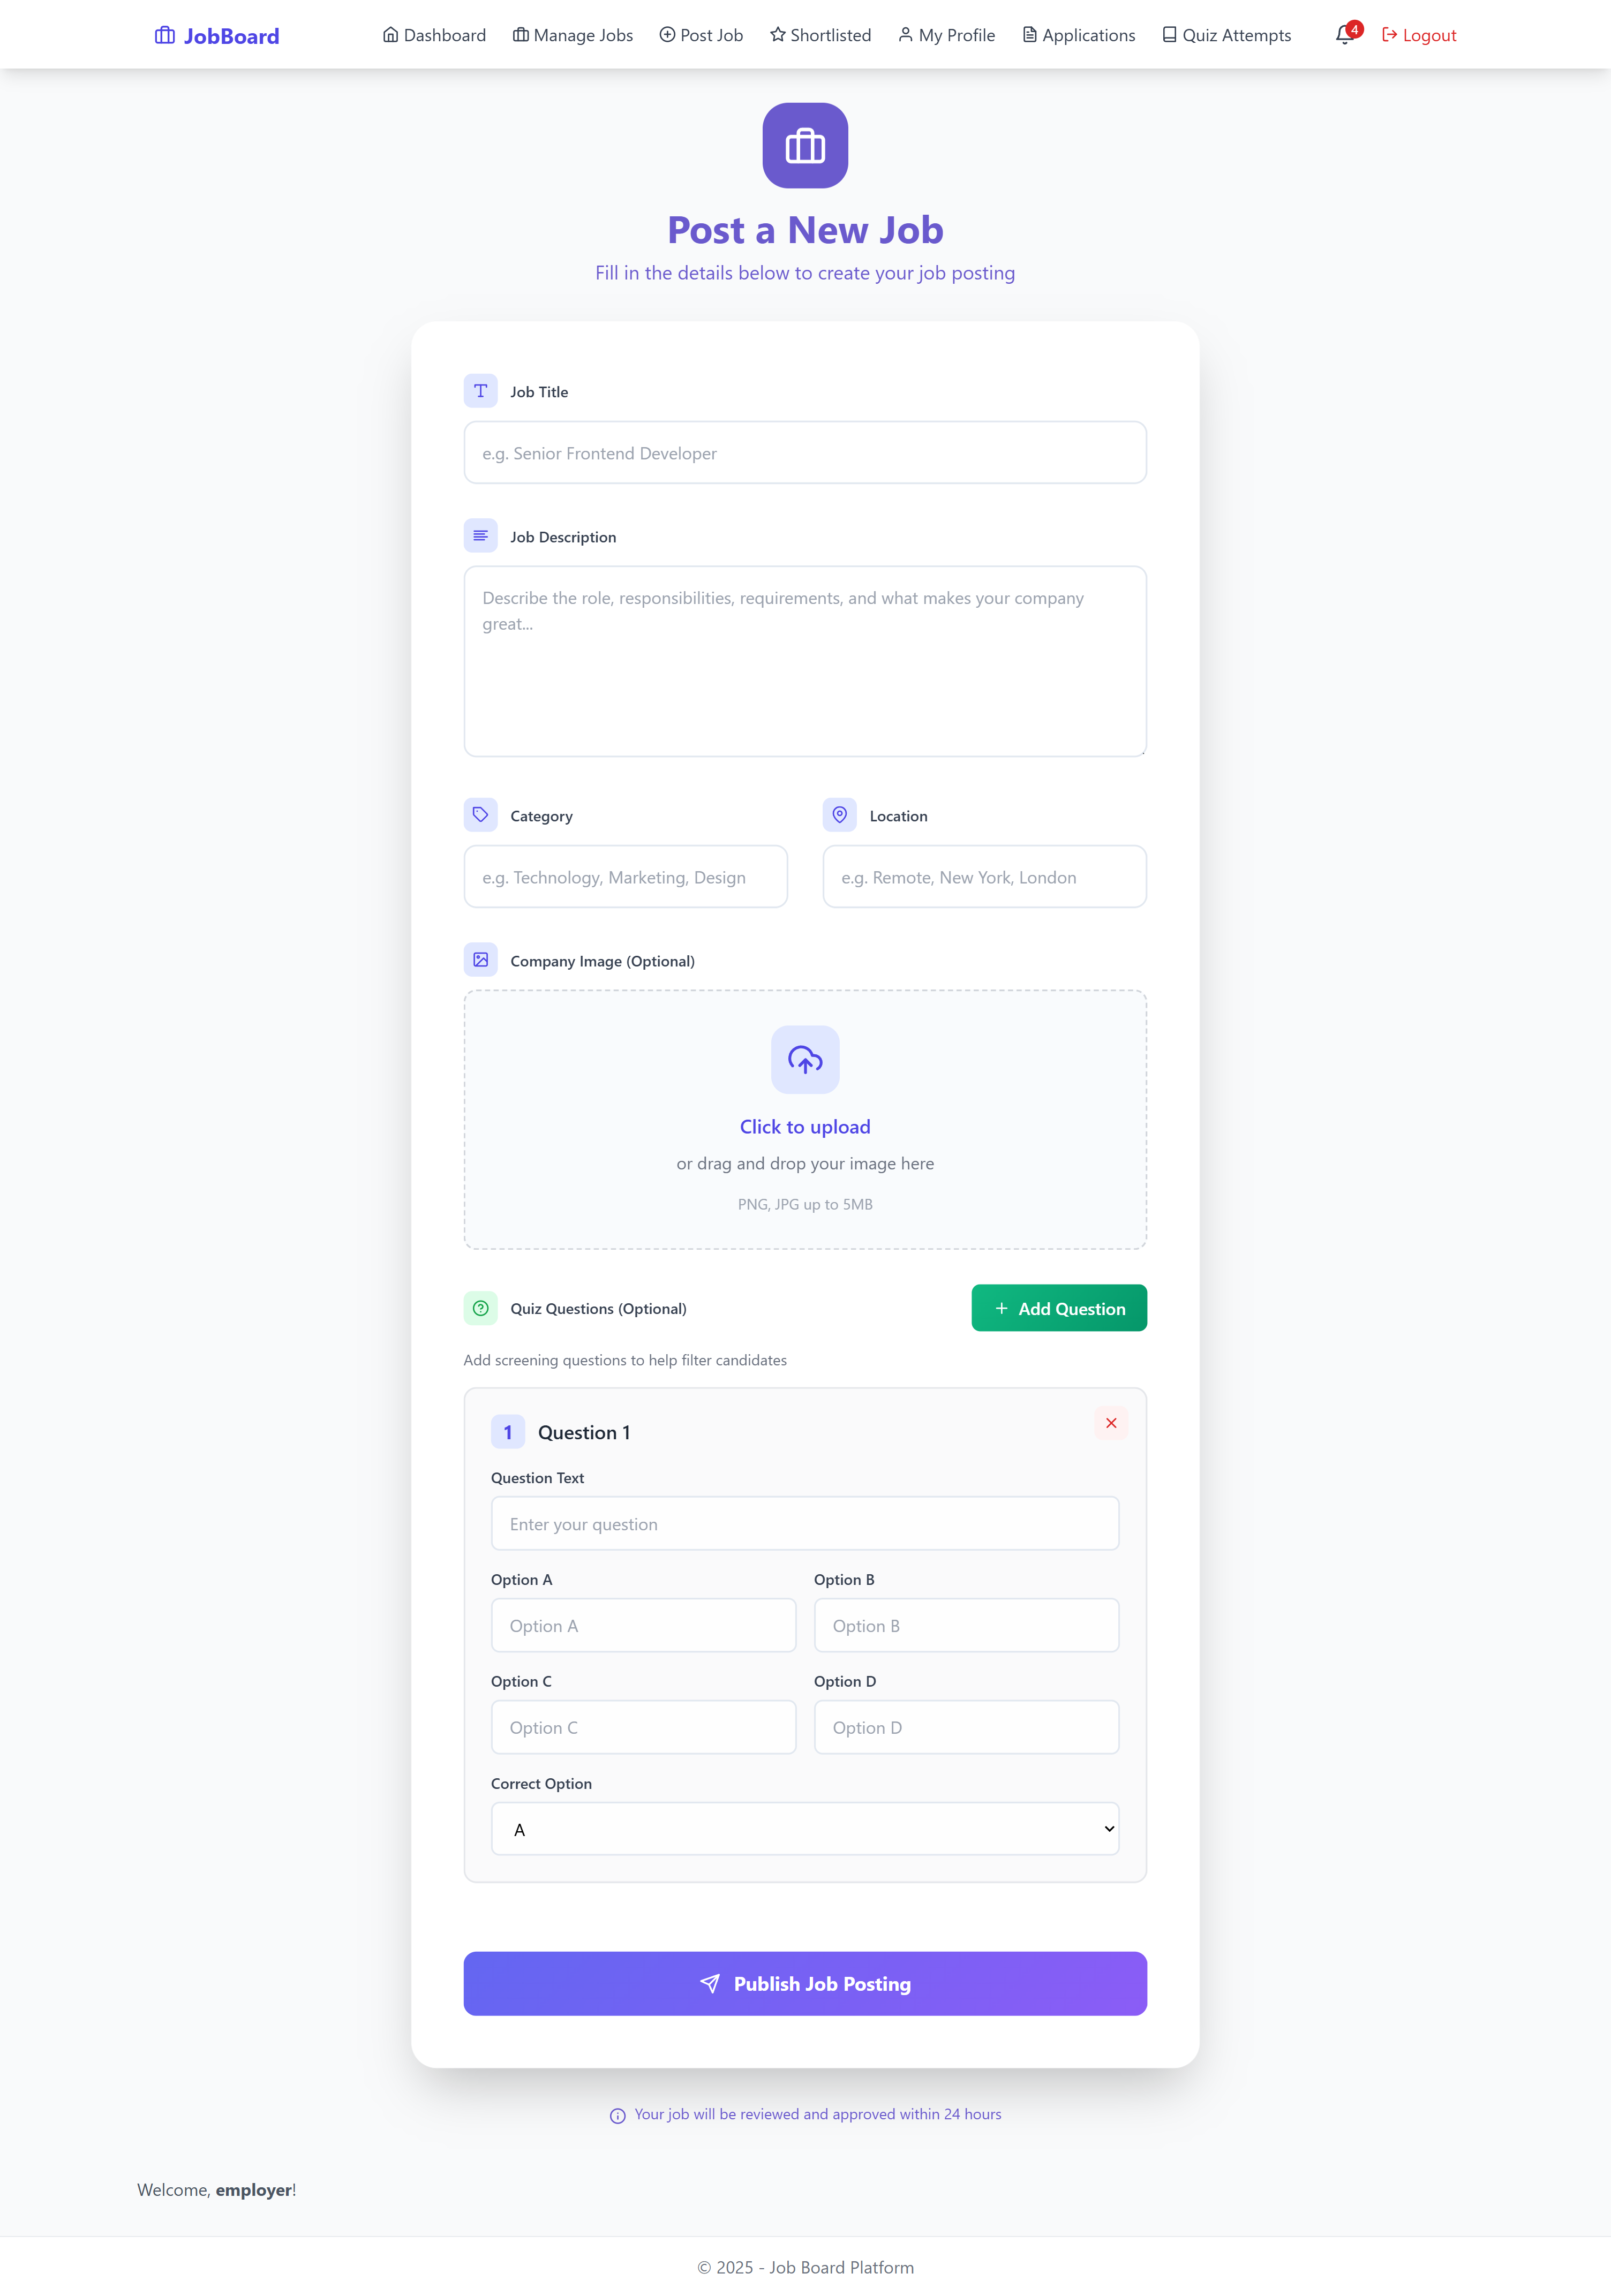 JobBoard Dashboard Manage Jobs Post Job Shortlisted My Profile Applications Quiz Attempts 4 Logout
Post a New Job
Fill in the details below to create your job posting
Job Title
e.g. Senior Frontend Developer
Job Description
Describe the role, responsibilities, requirements, and what makes your company
great...
Category Location
e.g. Technology, Marketing, Design e.g. Remote, New York, London
Company Image (Optional)
Click to upload
or drag and drop your image here
PNG, JPG up to 5MB
Quiz Questions (Optional) Add Question
Add screening questions to help filter candidates
1 Question 1
Question Text
Enter your question
Option A Option B
Option A Option B
Option C Option D
Option C Option D
Correct Option
A
Publish Job Posting
Your job will be reviewed and approved within 24 hours
Welcome, employer!
© 2025 - Job Board Platform